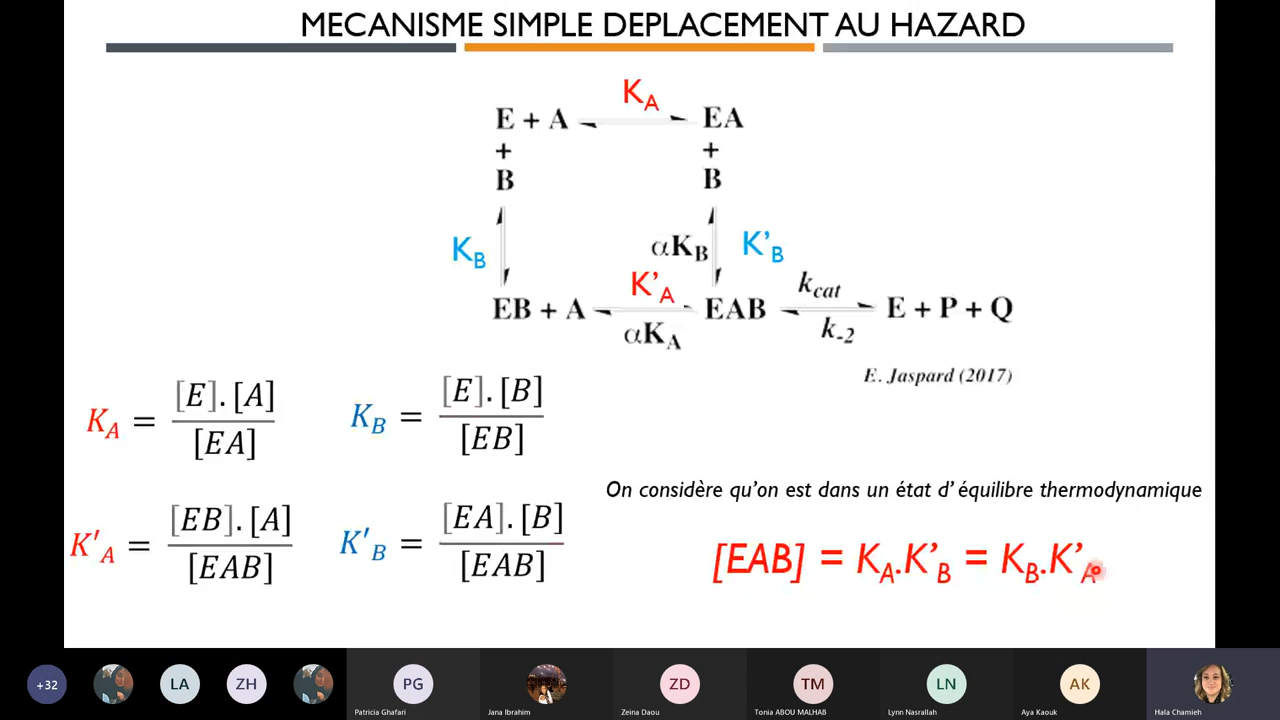 MECANISME SIMPLE DEPLACEMENT AU HAZARD
K_A
E + A EA
+ +
B B
K_B αK_B K'_B
K'_A k_cat
EB + A EAB E + P + Q
αK_A k_-2
E. Jaspard (2017)
K_A = [E].[A] / [EA]
K_B = [E].[B] / [EB]
On considère qu'on est dans un état d' équilibre thermodynamique
K'_A = [EB].[A] / [EAB]
K'_B = [EA].[B] / [EAB]
[EAB] = K_A.K'_B = K_B.K'_A
+32 LA ZH PG ZD TM LN AK
Patricia Ghafari Jana Ibrahim Zeina Daou Tonia ABOU MALHAB Lynn Nasrallah Aya Kaouk Hala Chamieh